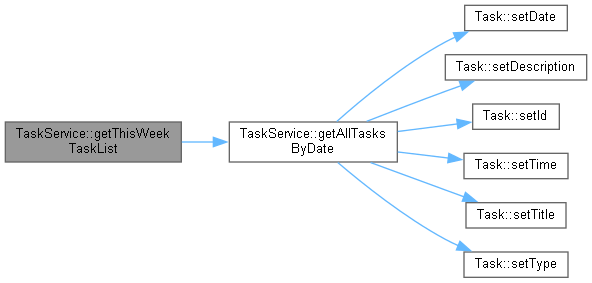 Task::setDate
Task::setDescription
Task::setId
TaskService::getThisWeek
TaskList
TaskService::getAllTasks
ByDate
Task::setTime
Task::setTitle
Task::setType